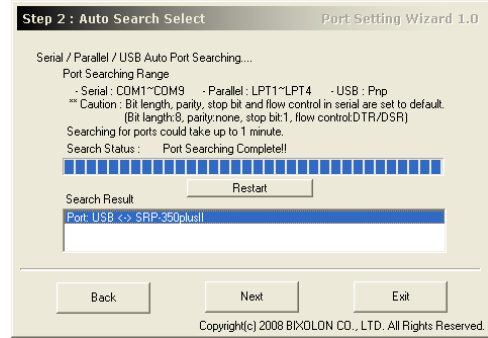 Step 2 : Auto Search Select Port Setting Wizard 1.0
Serial / Parallel / USB Auto Port Searching....
Port Searching Range
- Serial : COM1~COM9 - Parallel : LPT1~LPT4 - USB : Pnp
** Caution : Bit length, parity, stop bit and flow control in serial are set to default.
(Bit length:8, parity:none, stop bit:1, flow control:DTR/DSR)
Searching for ports could take up to 1 minute.
Search Status : Port Searching Complete!!
Restart
Search Result
Port: USB <-> SRP-350plusII
Back Next Exit
Copyright(c) 2008 BIXOLON CO., LTD. All Rights Reserved.